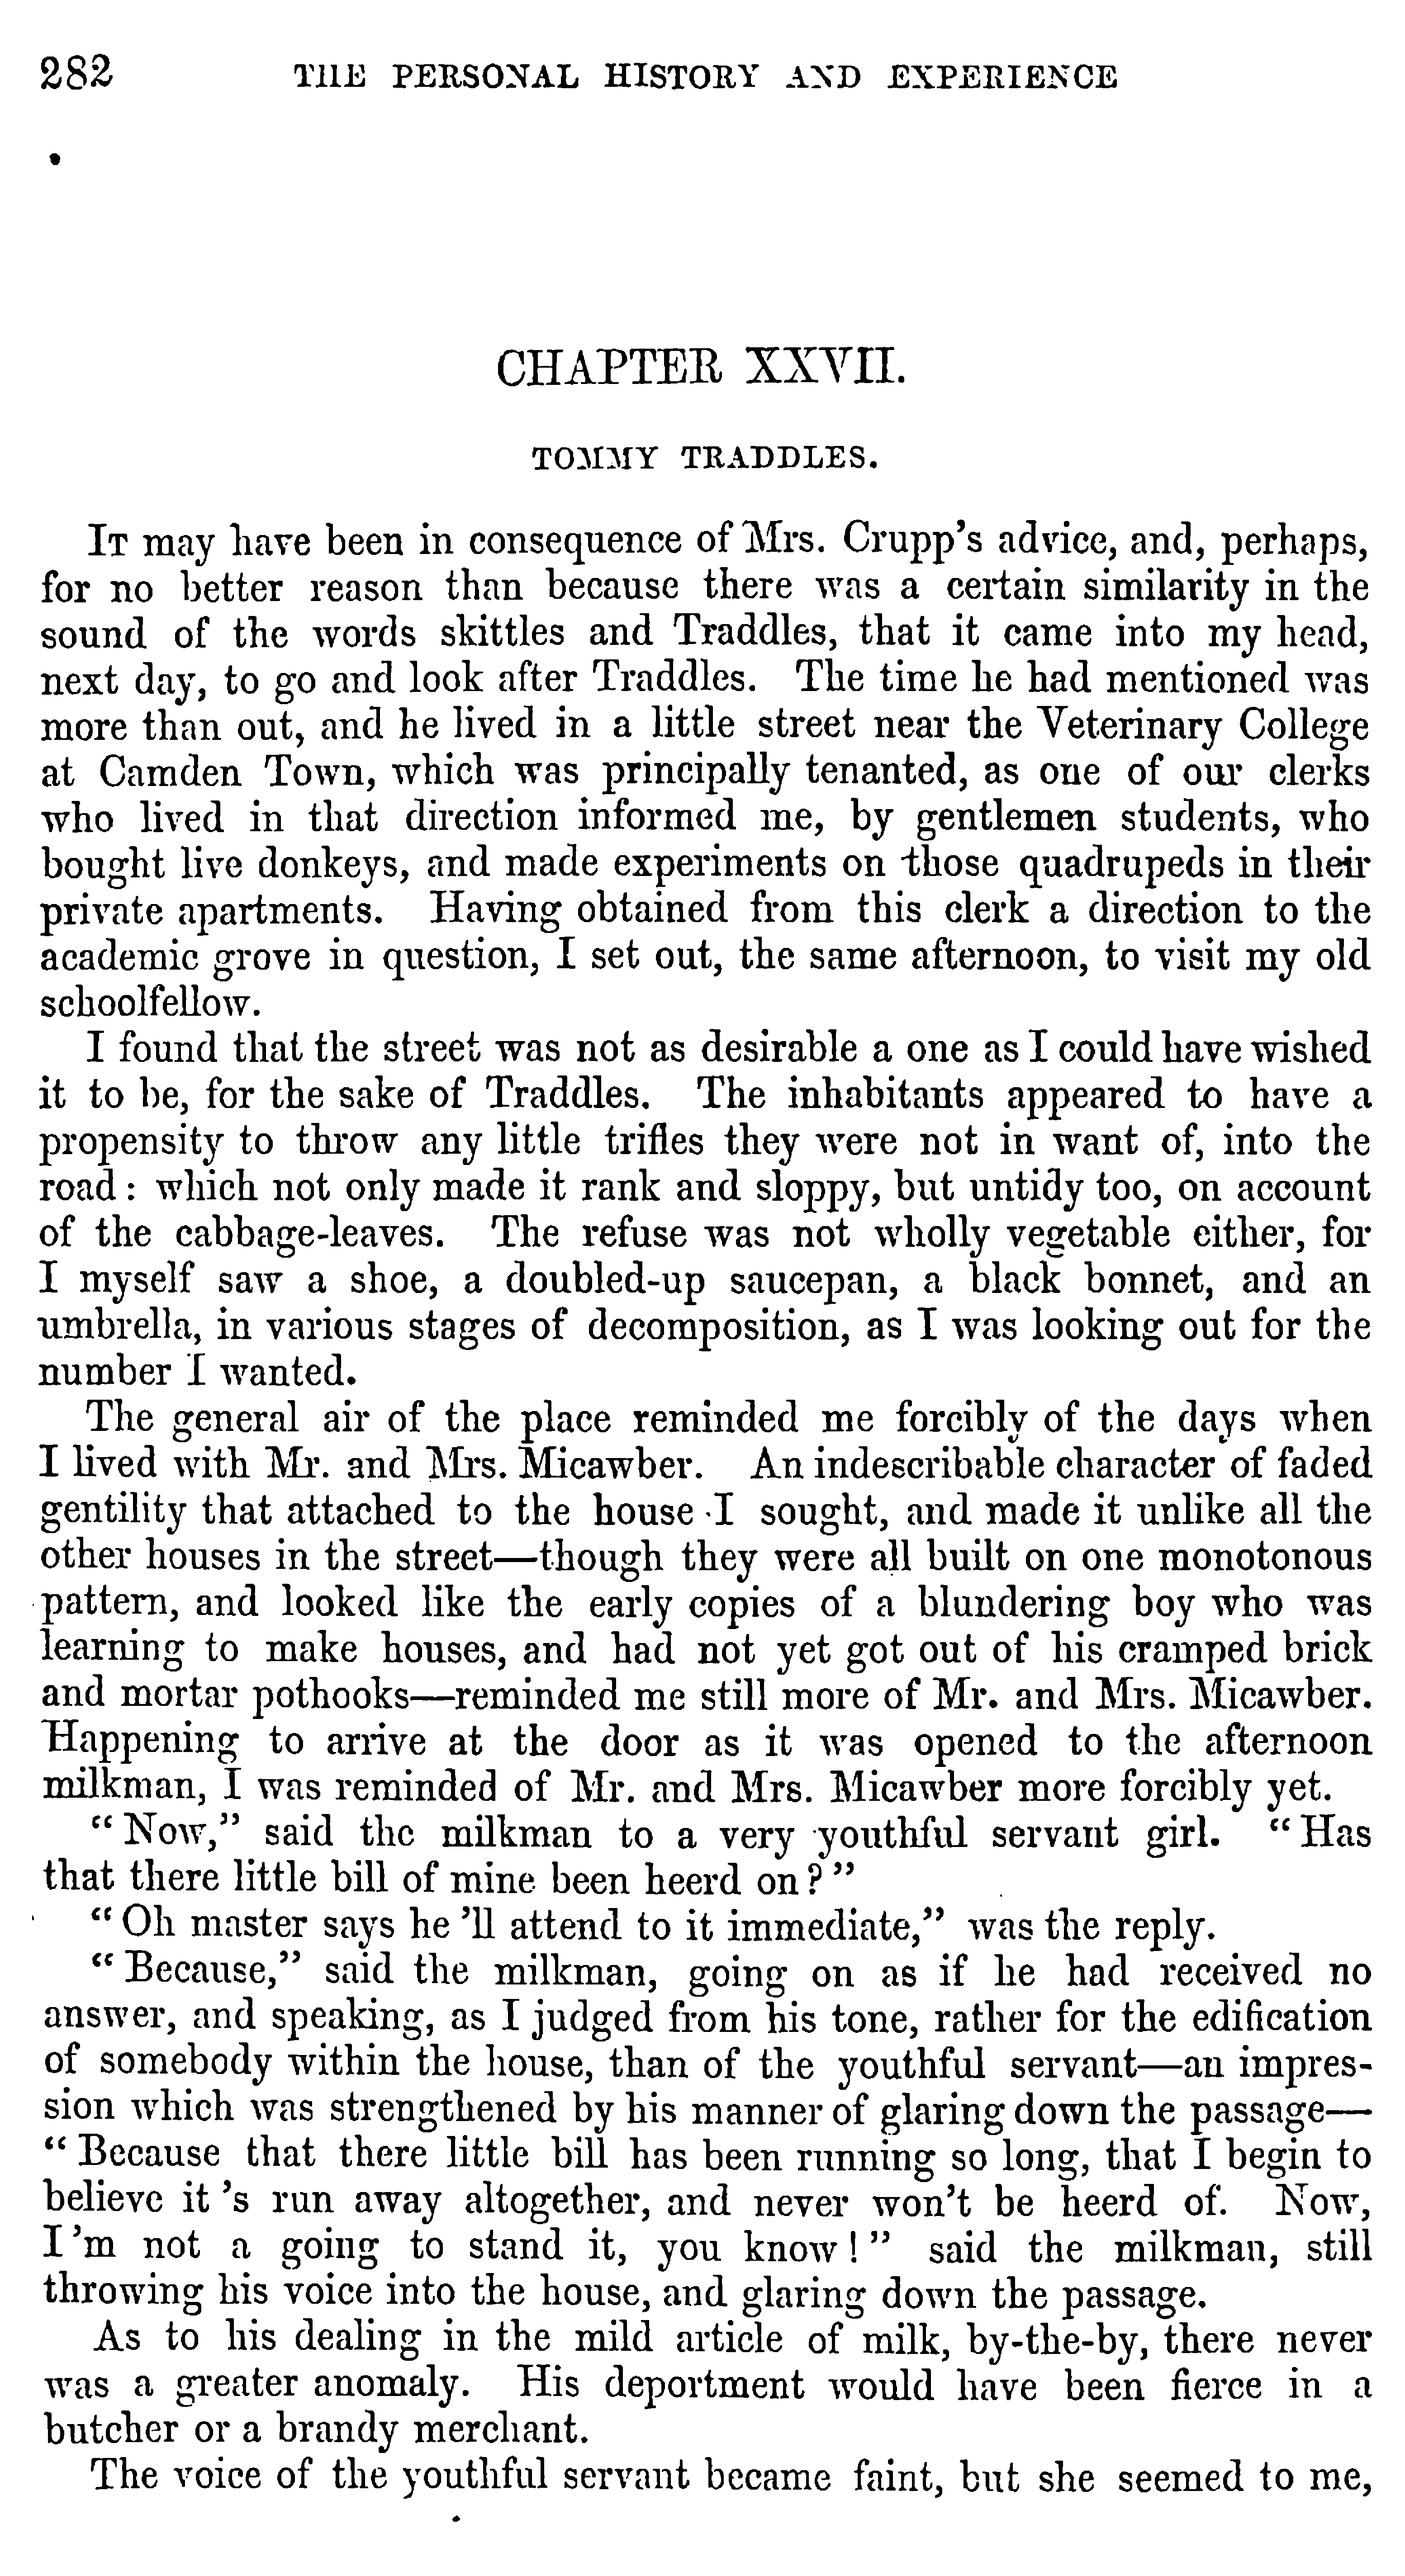 282 THE PERSONAL HISTORY AND EXPERIENCE
CHAPTER XXVII.
TOMMY TRADDLES.
IT may have been in consequence of Mrs. Crupp's advice, and, perhaps,
for no better reason than because there was a certain similarity in the
sound of the words skittles and Traddles, that it came into my head,
next day, to go and look after Traddles. The time he had mentioned was
more than out, and he lived in a little street near the Veterinary College
at Camden Town, which was principally tenanted, as one of our clerks
who lived in that direction informed me, by gentlemen students, who
bought live donkeys, and made experiments on those quadrupeds in their
private apartments. Having obtained from this clerk a direction to the
academic grove in question, I set out, the same afternoon, to visit my old
schoolfellow.
I found that the street was not as desirable a one as I could have wished
it to be, for the sake of Traddles. The inhabitants appeared to have a
propensity to throw any little trifles they were not in want of, into the
road: which not only made it rank and sloppy, but untidy too, on account
of the cabbage-leaves. The refuse was not wholly vegetable either, for
I myself saw a shoe, a doubled-up saucepan, a black bonnet, and an
umbrella, in various stages of decomposition, as I was looking out for the
number I wanted.
The general air of the place reminded me forcibly of the days when
I lived with Mr. and Mrs. Micawber. An indescribable character of faded
gentility that attached to the house I sought, and made it unlike all the
other houses in the street—though they were all built on one monotonous
pattern, and looked like the early copies of a blundering boy who was
learning to make houses, and had not yet got out of his cramped brick
and mortar pothooks—reminded me still more of Mr. and Mrs. Micawber.
Happening to arrive at the door as it was opened to the afternoon
milkman, I was reminded of Mr. and Mrs. Micawber more forcibly yet.
"Now," said the milkman to a very youthful servant girl. "Has
that there little bill of mine been heerd on?"
"Oh master says he 'll attend to it immediate," was the reply.
"Because," said the milkman, going on as if he had received no
answer, and speaking, as I judged from his tone, rather for the edification
of somebody within the house, than of the youthful servant—an impres-
sion which was strengthened by his manner of glaring down the passage—
"Because that there little bill has been running so long, that I begin to
believe it 's run away altogether, and never won't be heerd of. Now,
I 'm not a going to stand it, you know!" said the milkman, still
throwing his voice into the house, and glaring down the passage.
As to his dealing in the mild article of milk, by-the-by, there never
was a greater anomaly. His deportment would have been fierce in a
butcher or a brandy merchant.
The voice of the youthful servant became faint, but she seemed to me,